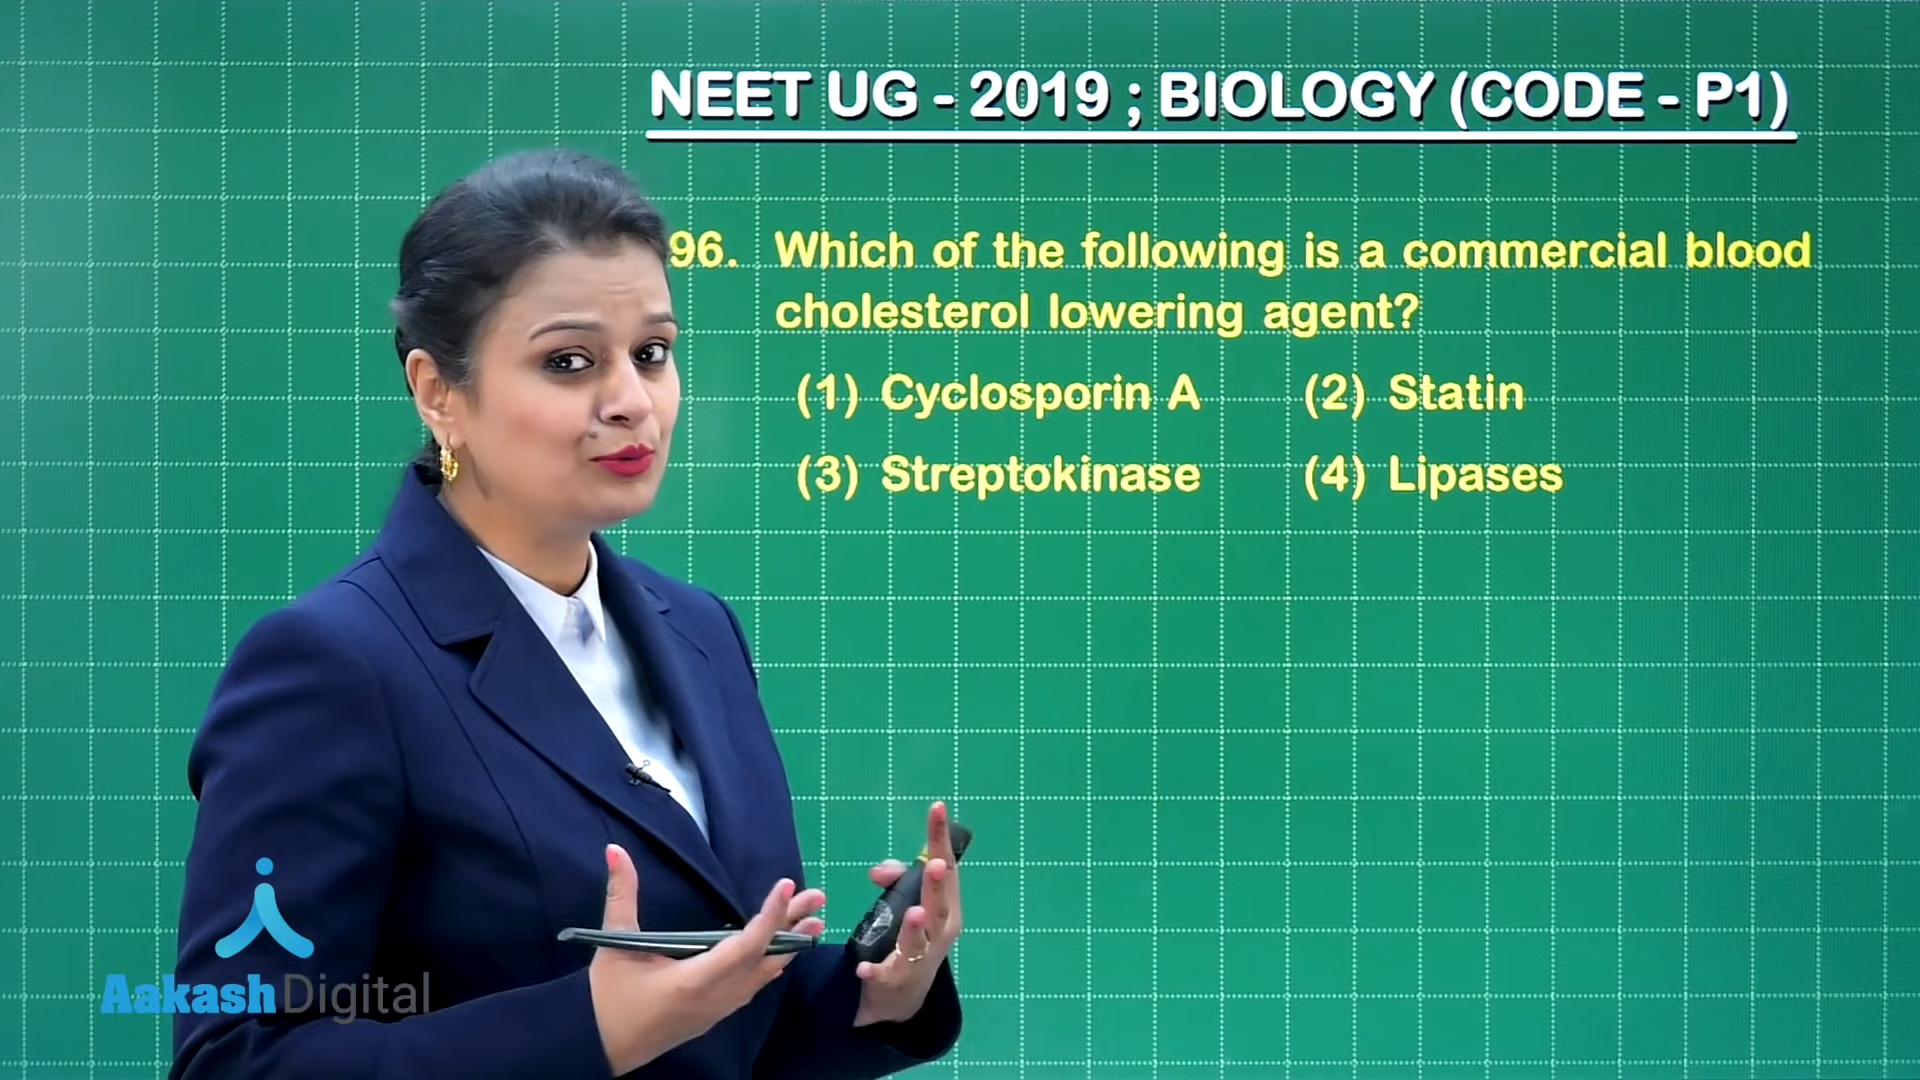 NEET UG - 2019 ; BIOLOGY (CODE - P1)
96. Which of the following is a commercial blood
cholesterol lowering agent?
(1) Cyclosporin A (2) Statin
(3) Streptokinase (4) Lipases
Aakash Digital